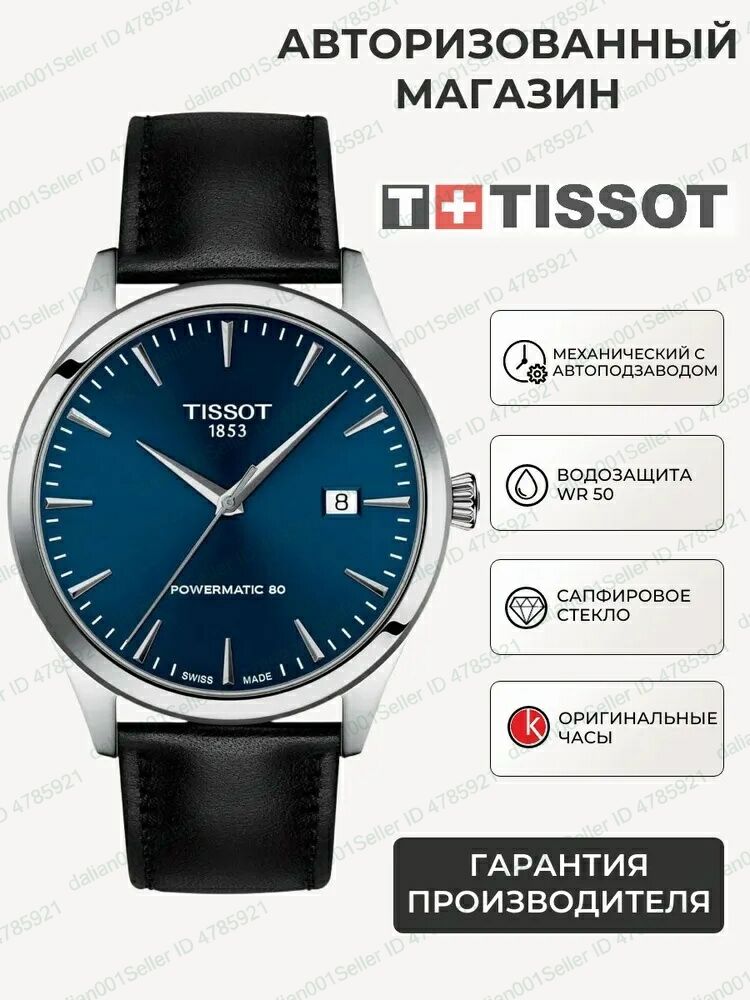 АВТОРИЗОВАННЫЙ
МАГАЗИН
T+TISSOT
TISSOT
1853
8
POWERMATIC 80
SWISS MADE
МЕХАНИЧЕСКИЙ С
АВТОПОДЗАВОДОМ
ВОДОЗАЩИТА
WR 50
САПФИРОВОЕ
СТЕКЛО
k
ОРИГИНАЛЬНЫЕ
ЧАСЫ
ГАРАНТИЯ
ПРОИЗВОДИТЕЛЯ
dalian001Seller ID 4785921